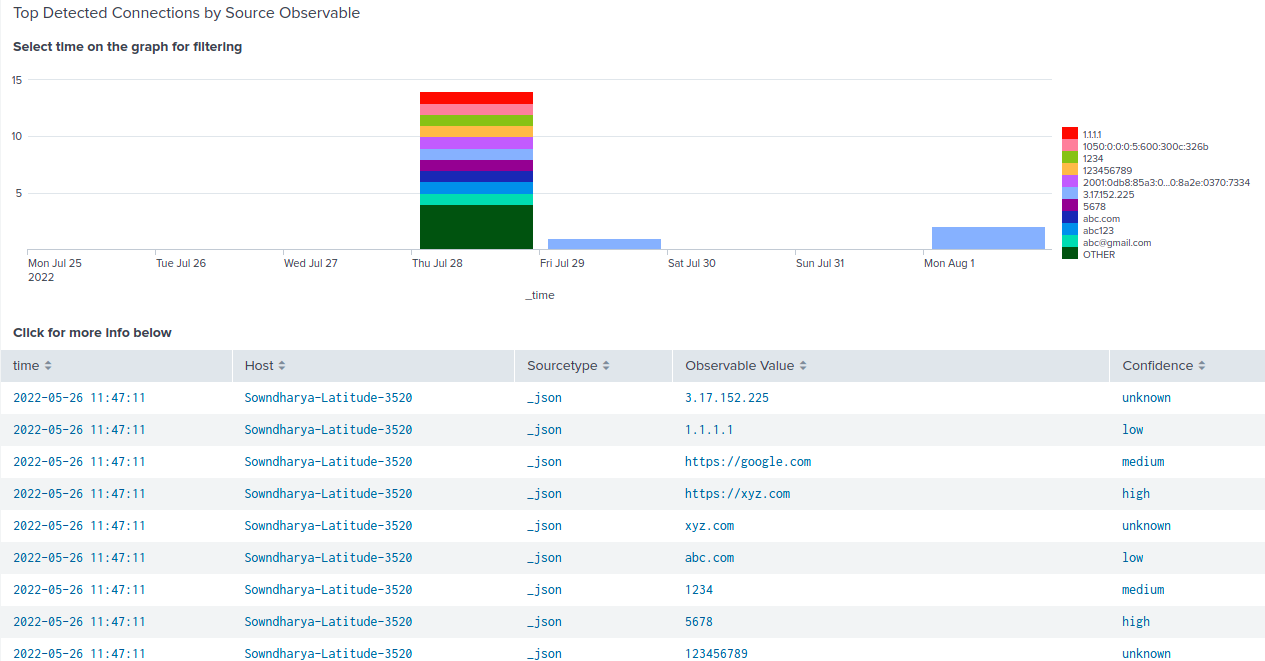 Top Detected Connections by Source Observable
Select time on the graph for filtering
15
10
5
Mon Jul 25 Tue Jul 26 Wed Jul 27 Thu Jul 28 Fri Jul 29 Sat Jul 30 Sun Jul 31 Mon Aug 1
2022
_time
1.1.1.1
1050:0:0:0:5:600:300c:326b
1234
123456789
2001:0db8:85a3:0...0:8a2e:0370:7334
3.17.152.225
5678
abc.com
abc123
abc@gmail.com
OTHER
Click for more info below
time Host Sourcetype Observable Value Confidence
2022-05-26 11:47:11 Sowndharya-Latitude-3520 _json 3.17.152.225 unknown
2022-05-26 11:47:11 Sowndharya-Latitude-3520 _json 1.1.1.1 low
2022-05-26 11:47:11 Sowndharya-Latitude-3520 _json https://google.com medium
2022-05-26 11:47:11 Sowndharya-Latitude-3520 _json https://xyz.com high
2022-05-26 11:47:11 Sowndharya-Latitude-3520 _json xyz.com unknown
2022-05-26 11:47:11 Sowndharya-Latitude-3520 _json abc.com low
2022-05-26 11:47:11 Sowndharya-Latitude-3520 _json 1234 medium
2022-05-26 11:47:11 Sowndharya-Latitude-3520 _json 5678 high
2022-05-26 11:47:11 Sowndharya-Latitude-3520 _json 123456789 unknown